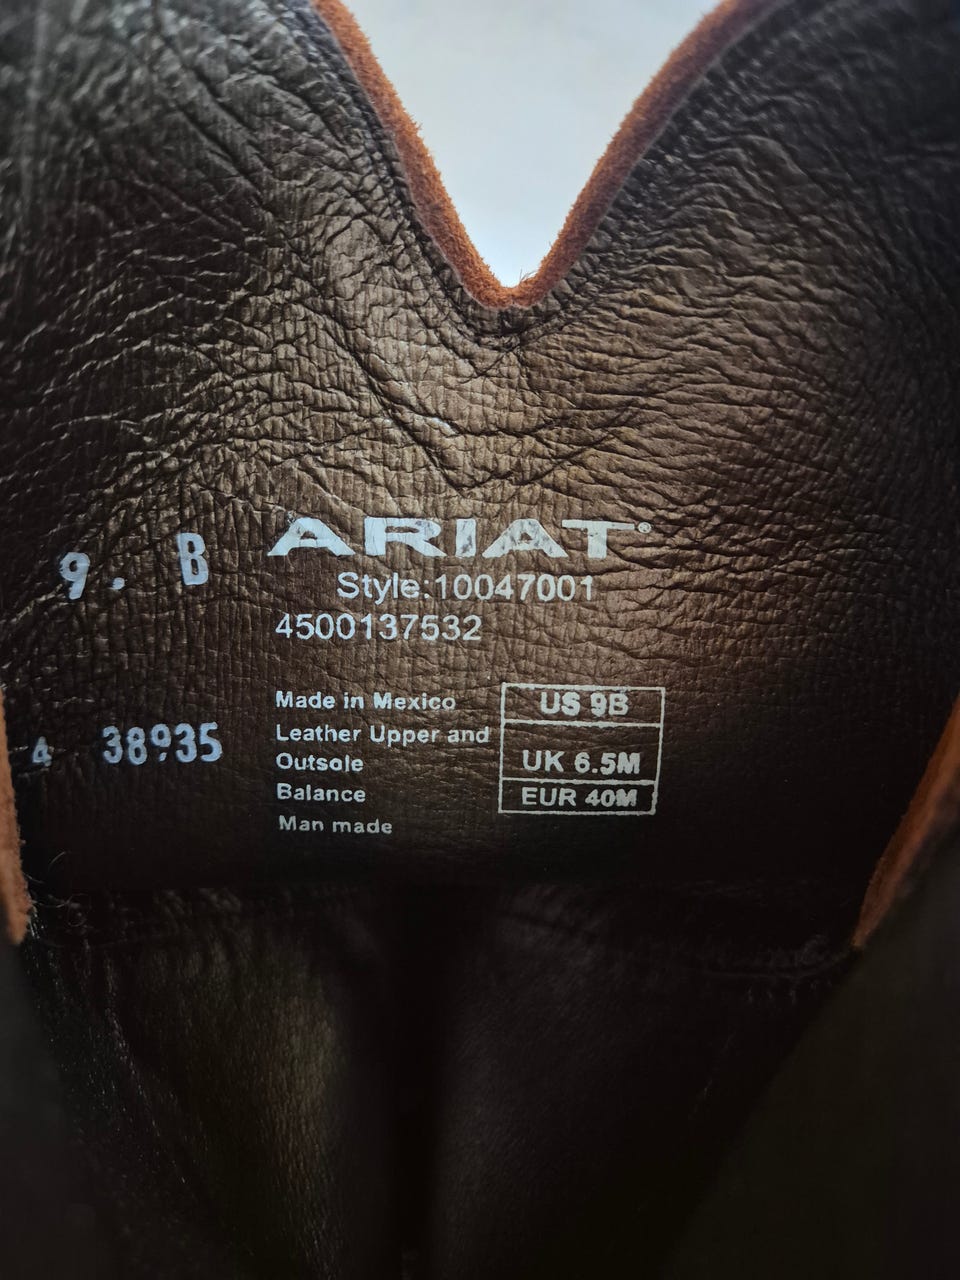 ARIAT®
9. B
Style:10047001
4500137532
Made in Mexico
Leather Upper and
Outsole
Balance
Man made
US 9B
UK 6.5M
EUR 40M
4 38935